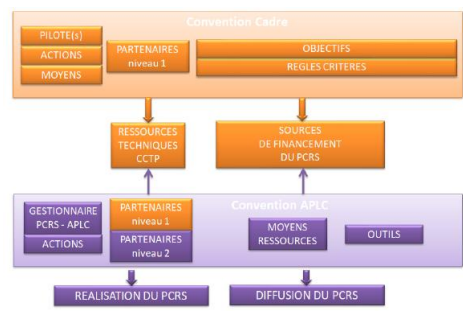 Convention Cadre
PILOTE(s)
ACTIONS
MOYENS
PARTENAIRES
niveau 1
OBJECTIFS
REGLES CRITERES
RESSOURCES
TECHNIQUES
CCTP
SOURCES
DE FINANCEMENT
DU PCRS
Convention APLC
GESTIONNAIRE
PCRS - APLC
ACTIONS
PARTENAIRES
niveau 1
PARTENAIRES
niveau 2
MOYENS
RESSOURCES
OUTILS
REALISATION DU PCRS
DIFFUSION DU PCRS